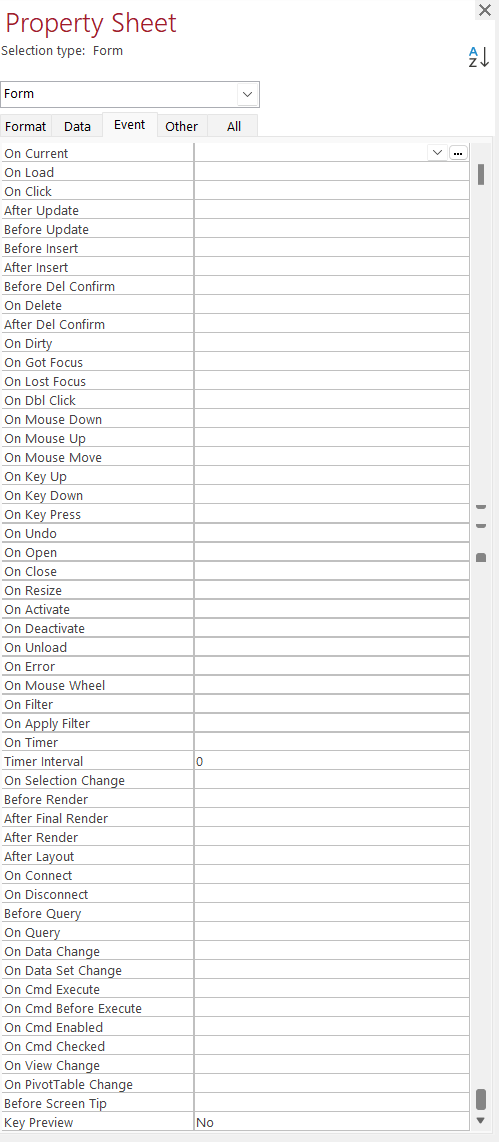 Property Sheet
Selection type: Form
A
Z
Form
Format Data Event Other All
On Current ...
On Load
On Click
After Update
Before Update
Before Insert
After Insert
Before Del Confirm
On Delete
After Del Confirm
On Dirty
On Got Focus
On Lost Focus
On Dbl Click
On Mouse Down
On Mouse Up
On Mouse Move
On Key Up
On Key Down
On Key Press
On Undo
On Open
On Close
On Resize
On Activate
On Deactivate
On Unload
On Error
On Mouse Wheel
On Filter
On Apply Filter
On Timer
Timer Interval 0
On Selection Change
Before Render
After Final Render
After Render
After Layout
On Connect
On Disconnect
Before Query
On Query
On Data Change
On Data Set Change
On Cmd Execute
On Cmd Before Execute
On Cmd Enabled
On Cmd Checked
On View Change
On PivotTable Change
Before Screen Tip
Key Preview No